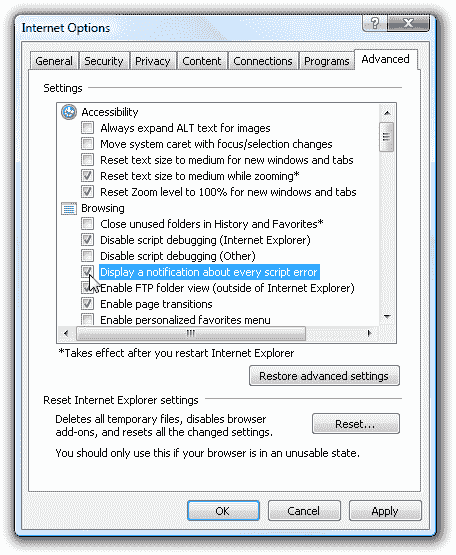 Internet Options
General Security Privacy Content Connections Programs Advanced
Settings
Accessibility
Always expand ALT text for images
Move system caret with focus/selection changes
Reset text size to medium for new windows and tabs
Reset text size to medium while zooming*
Reset Zoom level to 100% for new windows and tabs
Browsing
Close unused folders in History and Favorites*
Disable script debugging (Internet Explorer)
Disable script debugging (Other)
Display a notification about every script error
Enable FTP folder view (outside of Internet Explorer)
Enable page transitions
Enable personalized favorites menu
*Takes effect after you restart Internet Explorer
Restore advanced settings
Reset Internet Explorer settings
Deletes all temporary files, disables browser
add-ons, and resets all the changed settings.
Reset...
You should only use this if your browser is in an unusable state.
OK Cancel Apply